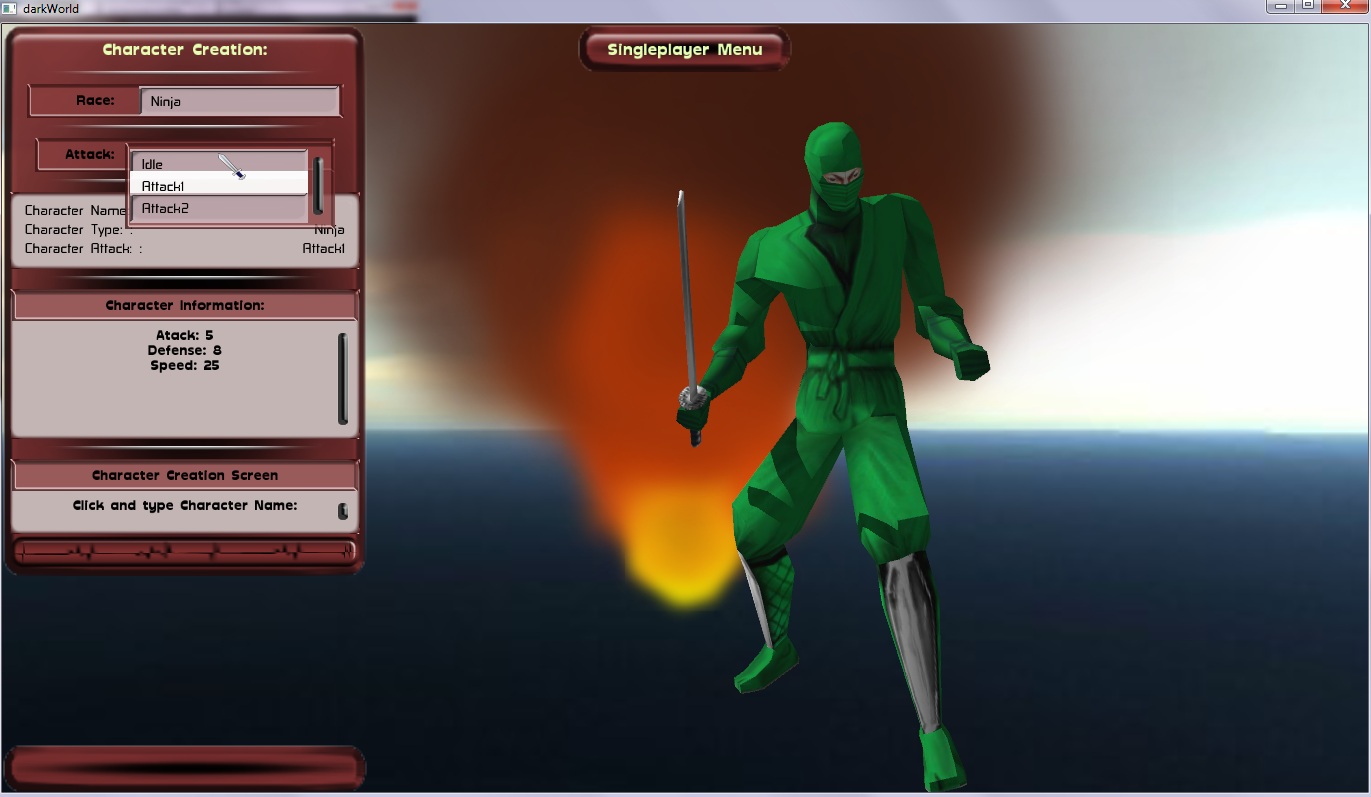 darkWorld
Character Creation:
Singleplayer Menu
Race: Ninja
Attack:
Idle
Attack1
Attack2
Character Name
Character Type: : Ninja
Character Attack: : Attack1
Character Information:
Atack: 5
Defense: 8
Speed: 25
Character Creation Screen
Click and type Character Name: